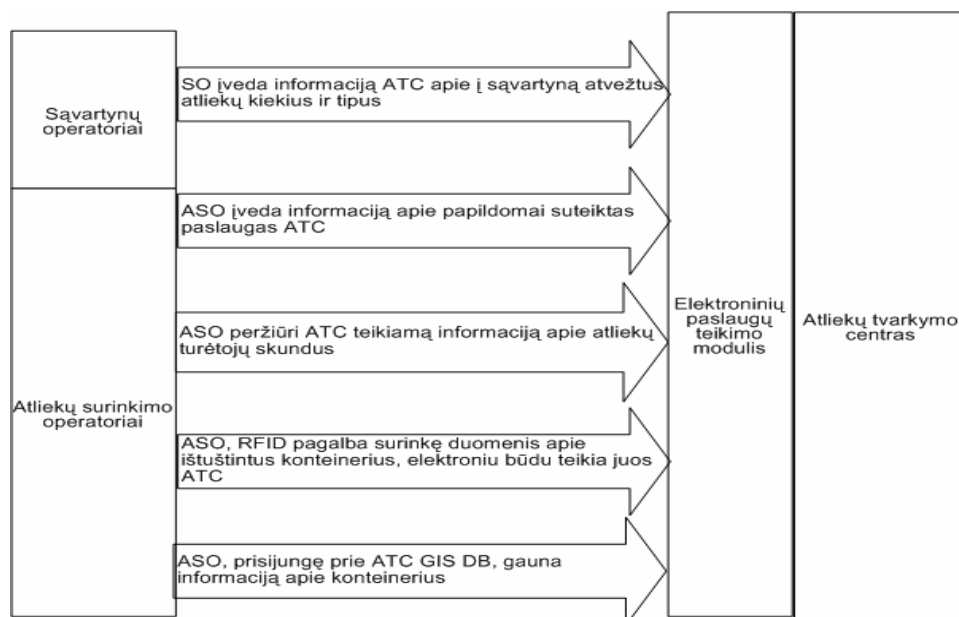 Sąvartynų
operatoriai
SO įveda informaciją ATC apie į sąvartyną atvežtus
atliekų kiekius ir tipus
ASO įveda informaciją apie papildomai suteiktas
paslaugas ATC
ASO peržiūri ATC teikiamą informaciją apie atliekų
turėtojų skundus
Atliekų surinkimo
operatoriai
ASO, RFID pagalba surinkę duomenis apie
ištuštintus konteinerius, elektroniu būdu teikia juos
ATC
ASO, prisijungę prie ATC GIS DB, gauna
informaciją apie konteinerius
Elektroninių
paslaugų
teikimo
modulis
Atliekų tvarkymo
centras